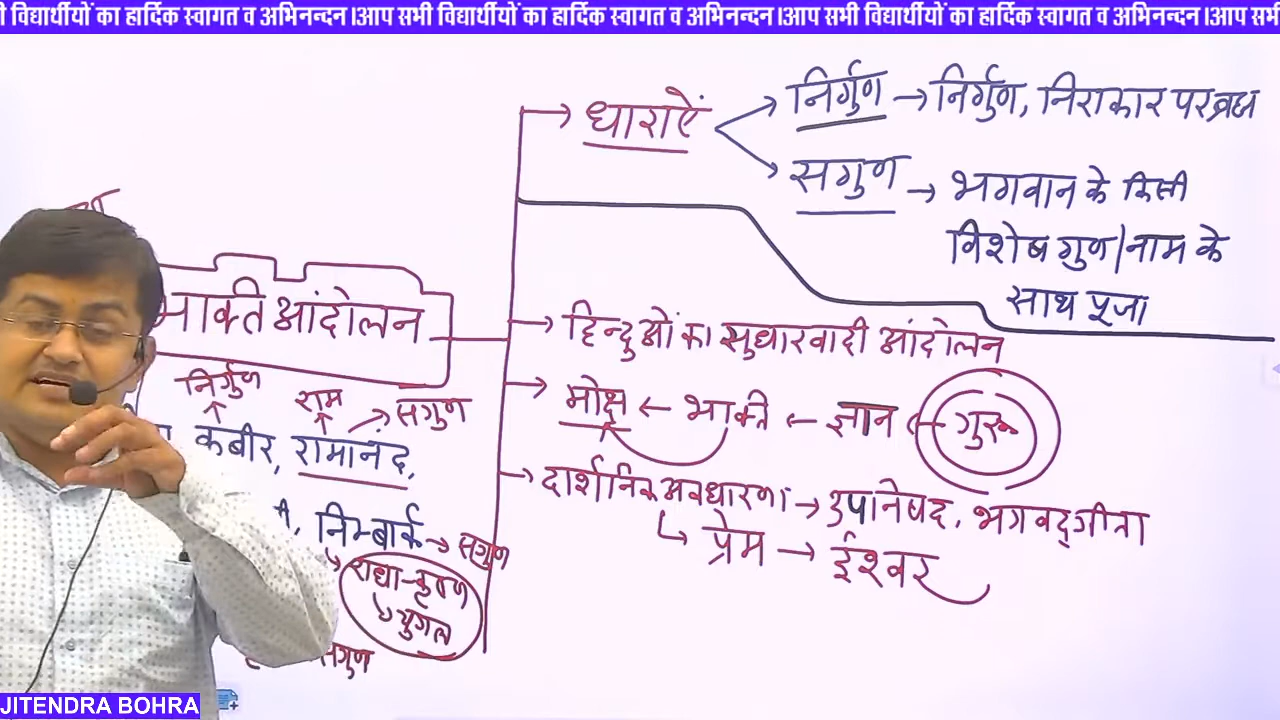 विद्यार्थीयों का हार्दिक स्वागत व अभिनन्दन।आप सभी विद्यार्थीयों का हार्दिक स्वागत व अभिनन्दन।आप सभी विद्यार्थीयों का हार्दिक स्वागत व अभिनन्दन।आप
धाराऐं
निर्गुण → निर्गुण, निराकार परब्रह्म
सगुण → भगवान के किसी
विशेष गुण/नाम के
साथ पूजा
भक्ति आंदोलन
→ हिन्दुओं का सुधारवादी आंदोलन
→ मोक्ष ← भक्ति ← ज्ञान ← गुरू
→ दार्शनिक अवधारणा → उपनिषद, भगवद्गीता
↳ प्रेम → ईश्वर
निर्गुण राम → सगुण
कबीर, रामानंद,
निम्बार्क → सगुण
राधा-कृष्ण
युगल
सगुण
JITENDRA BOHRA